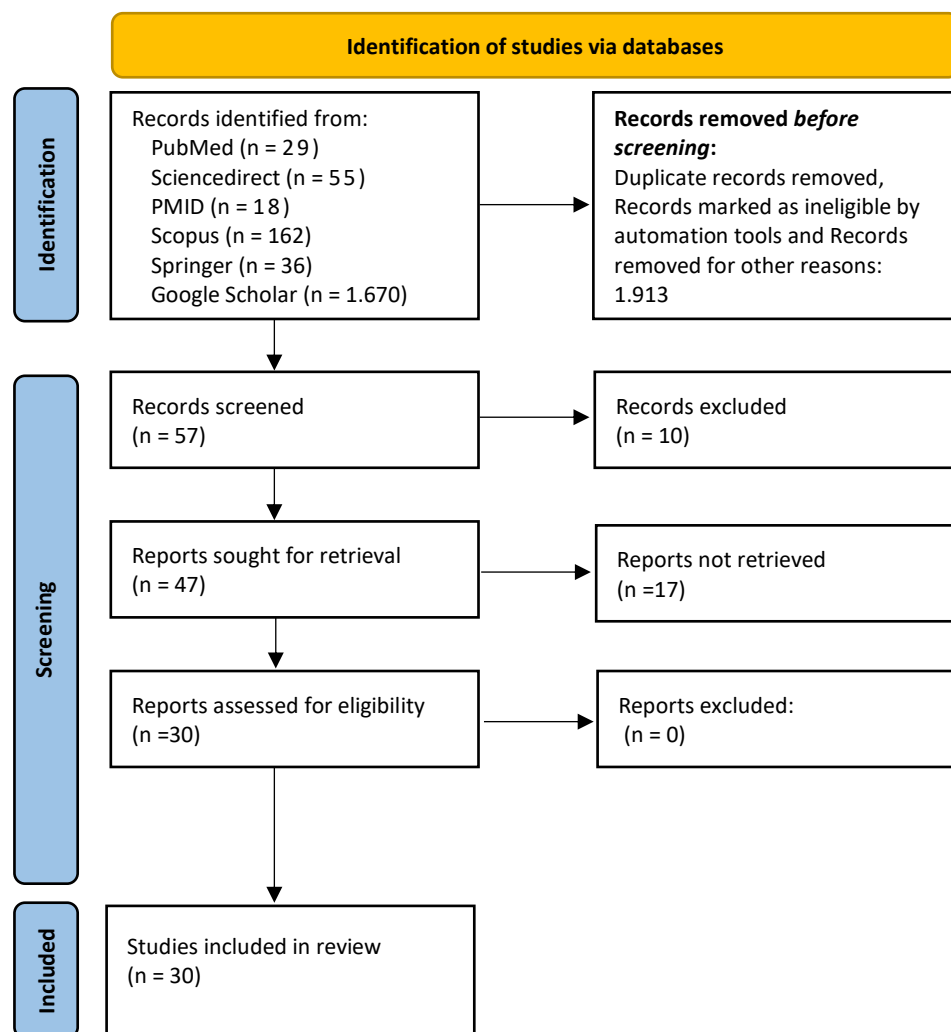 Identification of studies via databases
Identification
Records identified from:
PubMed (n = 29)
Sciencedirect (n = 55)
PMID (n = 18)
Scopus (n = 162)
Springer (n = 36)
Google Scholar (n = 1.670)
Records removed before
screening:
Duplicate records removed,
Records marked as ineligible by
automation tools and Records
removed for other reasons:
1.913
Screening
Records screened
(n = 57)
Records excluded
(n = 10)
Reports sought for retrieval
(n = 47)
Reports not retrieved
(n =17)
Reports assessed for eligibility
(n =30)
Reports excluded:
(n = 0)
Included
Studies included in review
(n = 30)